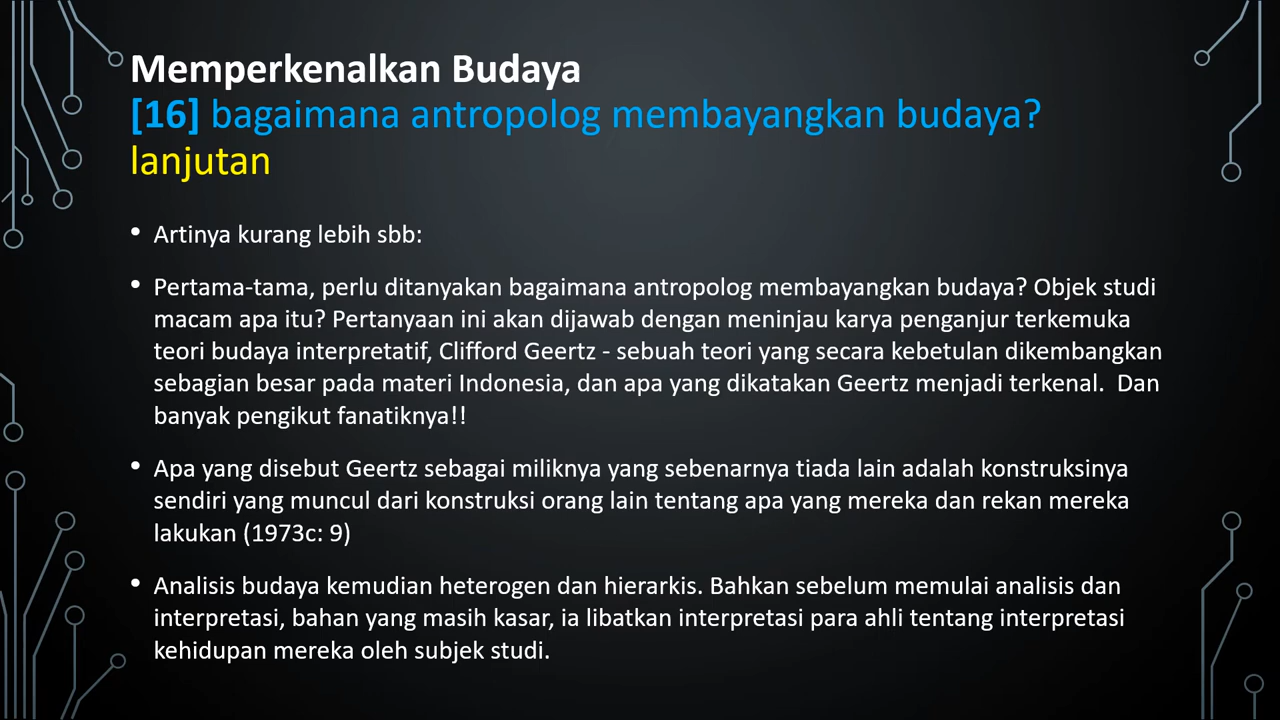 Memperkenalkan Budaya
[16] bagaimana antropolog membayangkan budaya?
lanjutan
• Artinya kurang lebih sbb:
• Pertama-tama, perlu ditanyakan bagaimana antropolog membayangkan budaya? Objek studi
macam apa itu? Pertanyaan ini akan dijawab dengan meninjau karya penganjur terkemuka
teori budaya interpretatif, Clifford Geertz - sebuah teori yang secara kebetulan dikembangkan
sebagian besar pada materi Indonesia, dan apa yang dikatakan Geertz menjadi terkenal.  Dan
banyak pengikut fanatiknya!!
• Apa yang disebut Geertz sebagai miliknya yang sebenarnya tiada lain adalah konstruksinya
sendiri yang muncul dari konstruksi orang lain tentang apa yang mereka dan rekan mereka
lakukan (1973c: 9)
• Analisis budaya kemudian heterogen dan hierarkis. Bahkan sebelum memulai analisis dan
interpretasi, bahan yang masih kasar, ia libatkan interpretasi para ahli tentang interpretasi
kehidupan mereka oleh subjek studi.